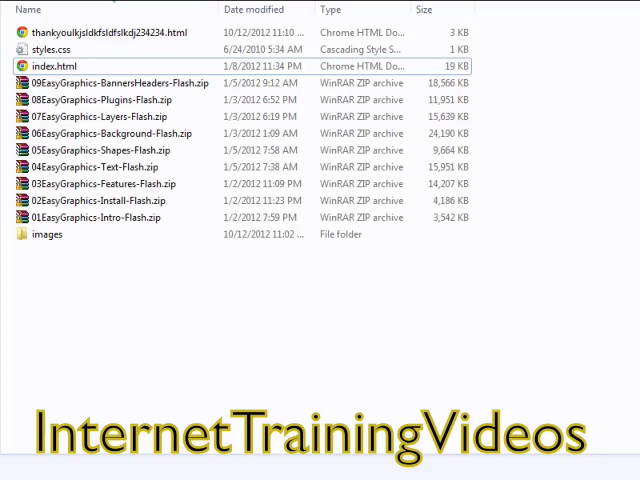 Name Date modified Type Size
thankyoulkjsldkfsldfslkdj234234.html 10/12/2012 11:10 ... Chrome HTML Do... 3 KB
styles.css 6/24/2010 5:34 AM Cascading Style S... 1 KB
index.html 1/8/2012 11:34 PM Chrome HTML Do... 19 KB
09EasyGraphics-BannersHeaders-Flash.zip 1/5/2012 9:12 AM WinRAR ZIP archive 18,566 KB
08EasyGraphics-Plugins-Flash.zip 1/3/2012 6:52 PM WinRAR ZIP archive 11,951 KB
07EasyGraphics-Layers-Flash.zip 1/3/2012 6:19 PM WinRAR ZIP archive 15,639 KB
06EasyGraphics-Background-Flash.zip 1/3/2012 1:09 AM WinRAR ZIP archive 24,190 KB
05EasyGraphics-Shapes-Flash.zip 1/5/2012 7:58 AM WinRAR ZIP archive 9,664 KB
04EasyGraphics-Text-Flash.zip 1/5/2012 7:38 AM WinRAR ZIP archive 15,951 KB
03EasyGraphics-Features-Flash.zip 1/2/2012 11:09 PM WinRAR ZIP archive 14,207 KB
02EasyGraphics-Install-Flash.zip 1/2/2012 11:23 PM WinRAR ZIP archive 4,186 KB
01EasyGraphics-Intro-Flash.zip 1/2/2012 7:59 PM WinRAR ZIP archive 3,542 KB
images 10/12/2012 11:02 ... File folder
InternetTrainingVideos